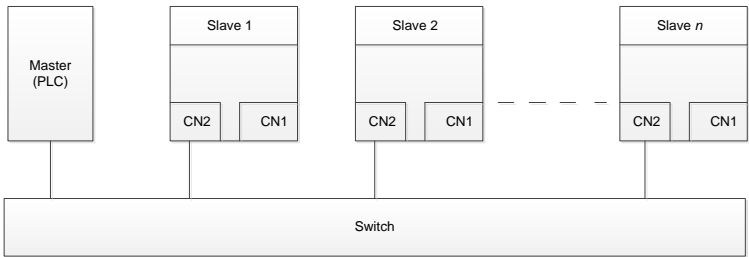 Master
(PLC)
Slave 1
CN2
CN1
Slave 2
CN2
CN1
Slave n
CN2
CN1
Switch